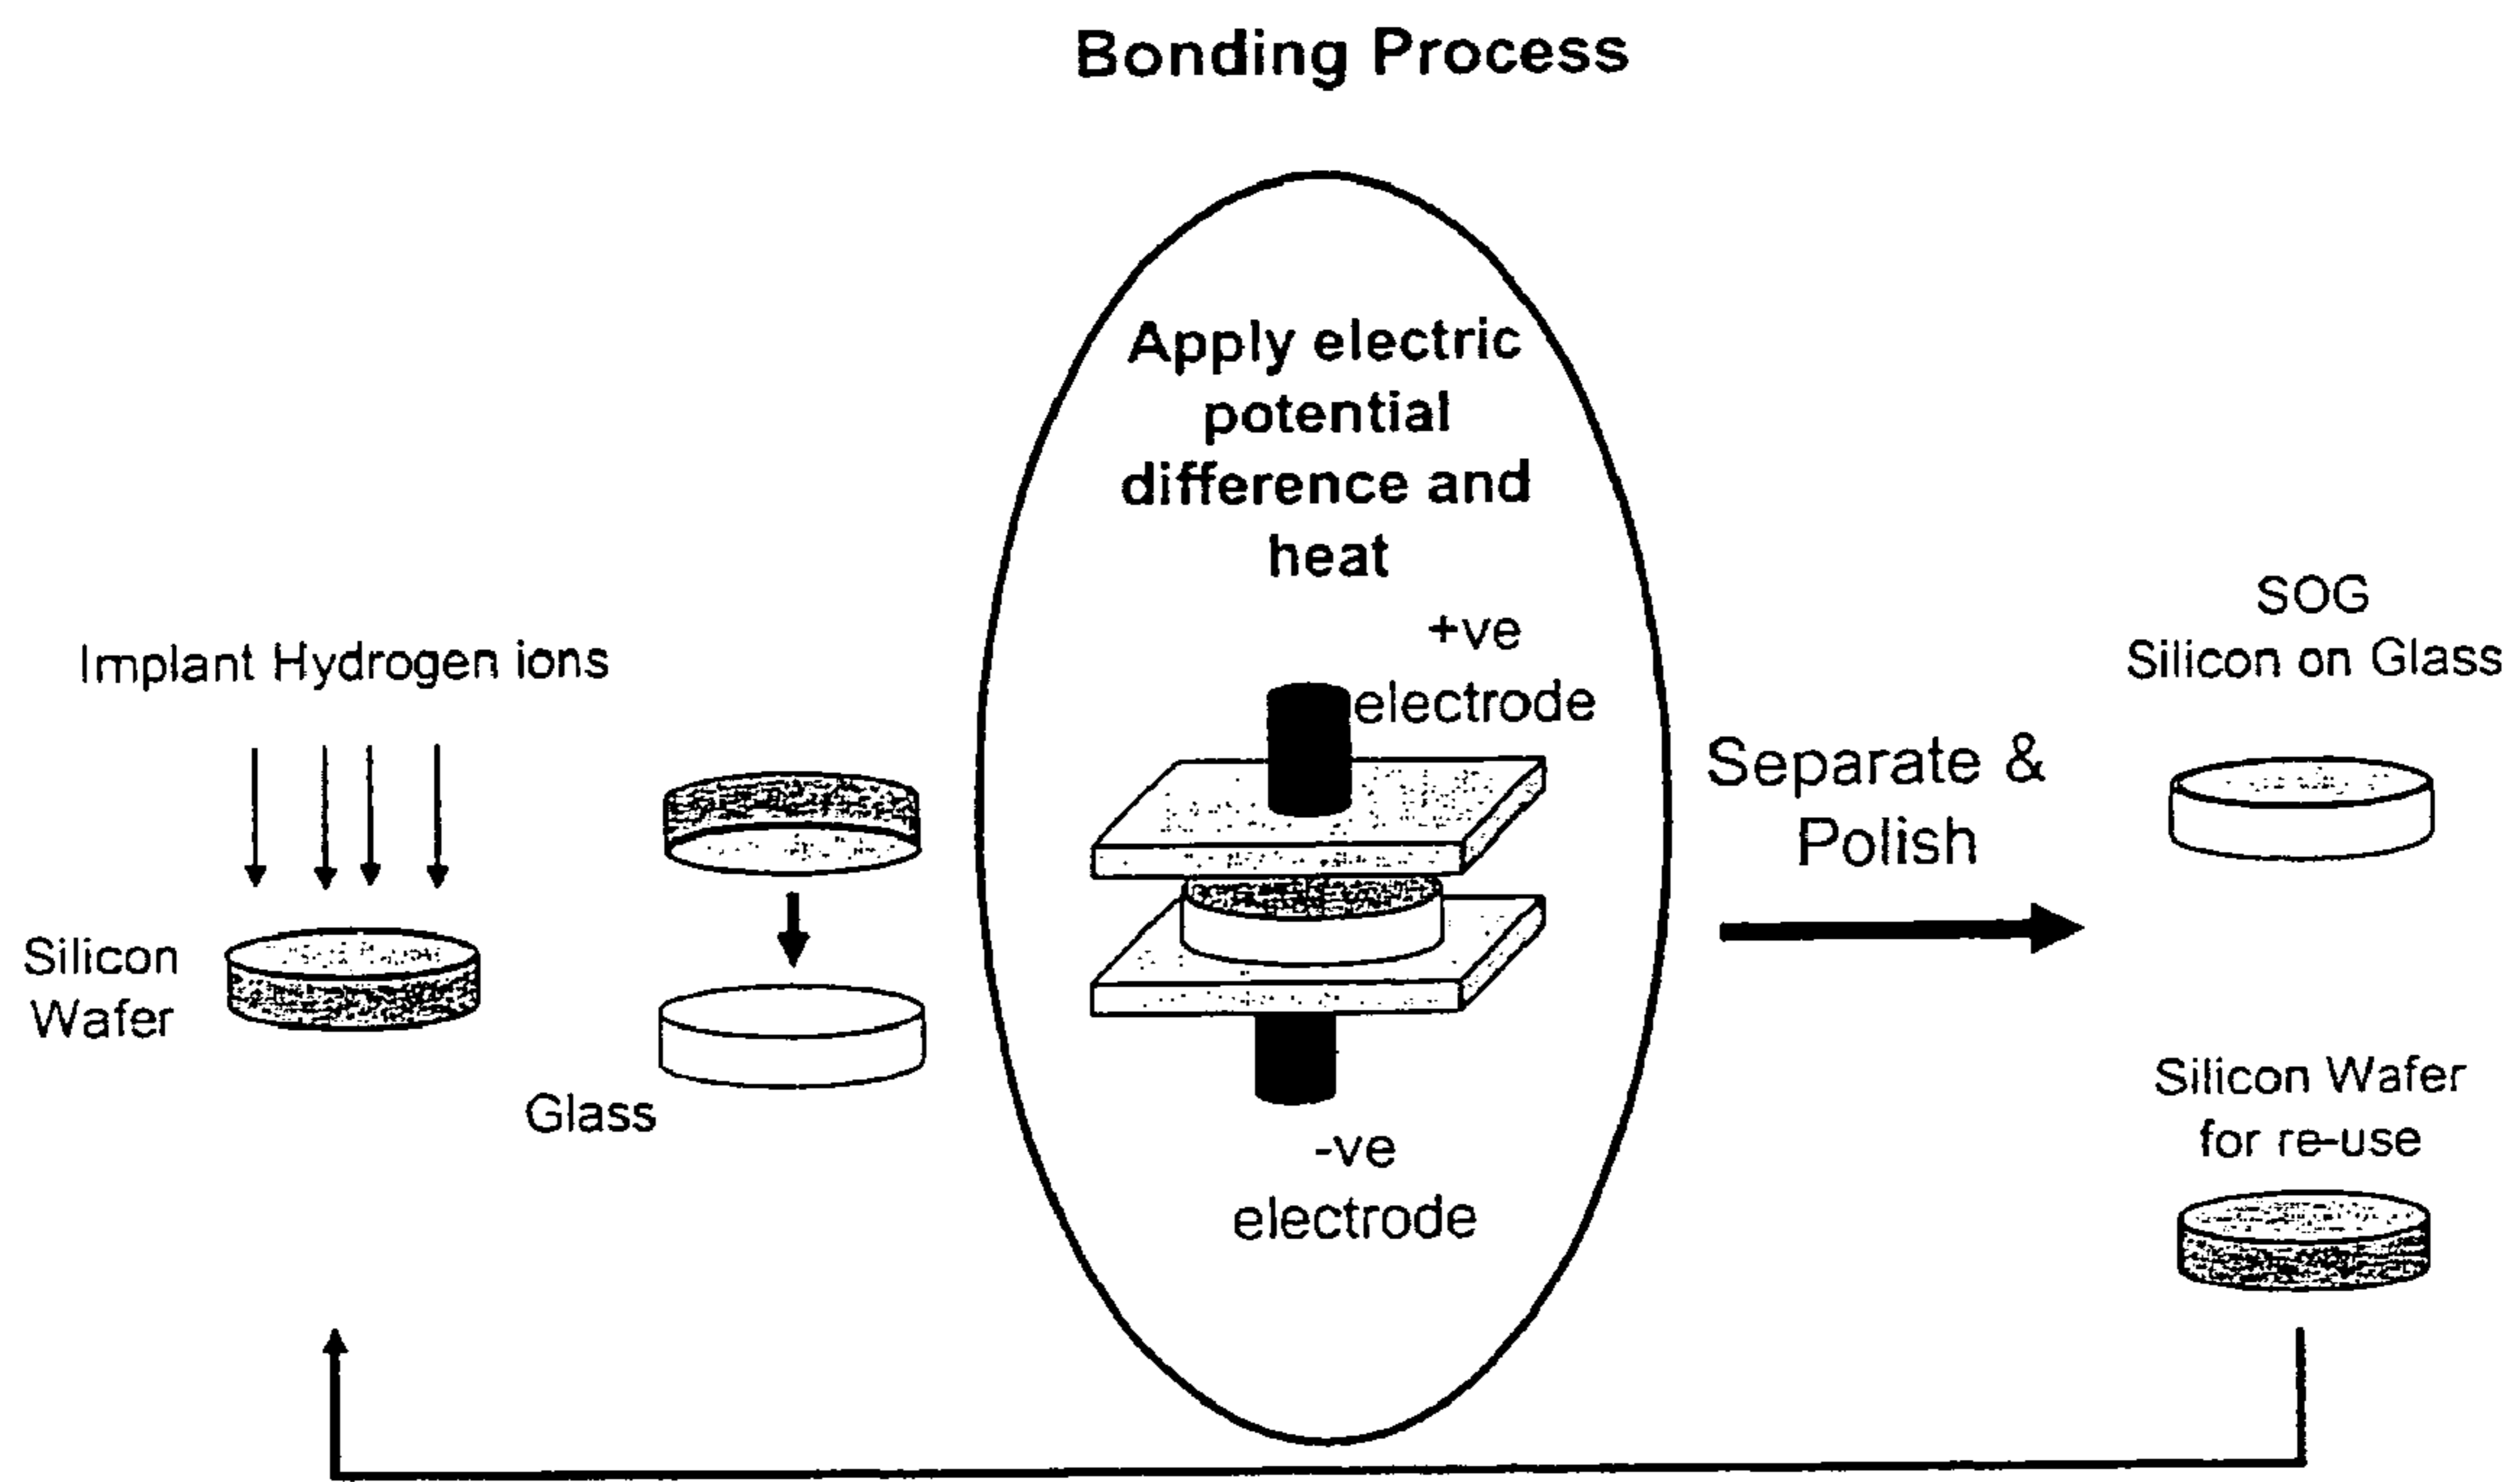 Bonding Process
Implant Hydrogen ions
Silicon
Wafer
Glass
Apply electric
potential
difference and
heat
+ve
electrode
-ve
electrode
Separate &
Polish
SOG
Silicon on Glass
Silicon Wafer
for re-use